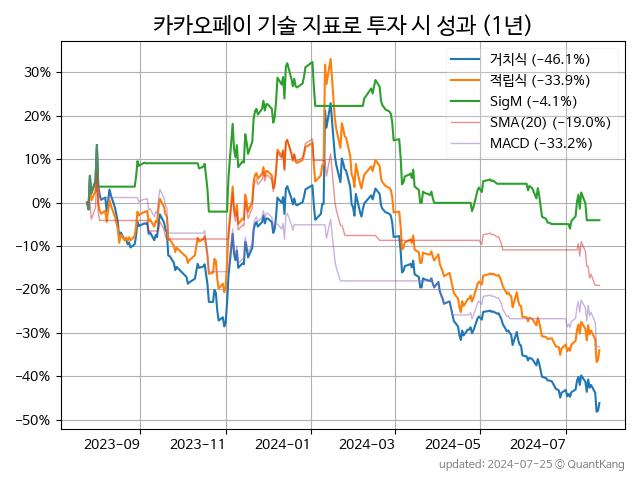 카카오페이 기술 지표로 투자 시 성과 (1년)
거치식 (−46.1%)
적립식 (−33.9%)
SigM (−4.1%)
SMA(20) (−19.0%)
MACD (−33.2%)
30%
20%
10%
0%
−10%
−20%
−30%
−40%
−50%
2023-09
2023-11
2024-01
2024-03
2024-05
2024-07
updated: 2024-07-25 © QuantKang